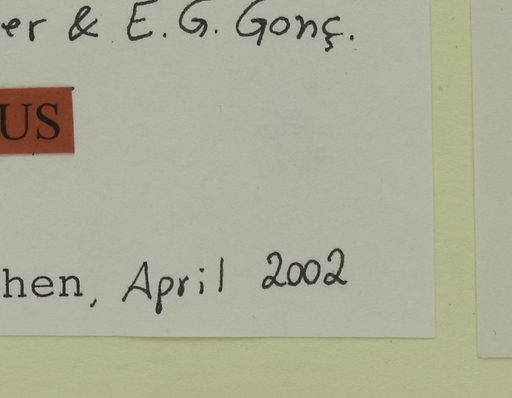 er & E.G. Gonç.
US
hen, April 2002